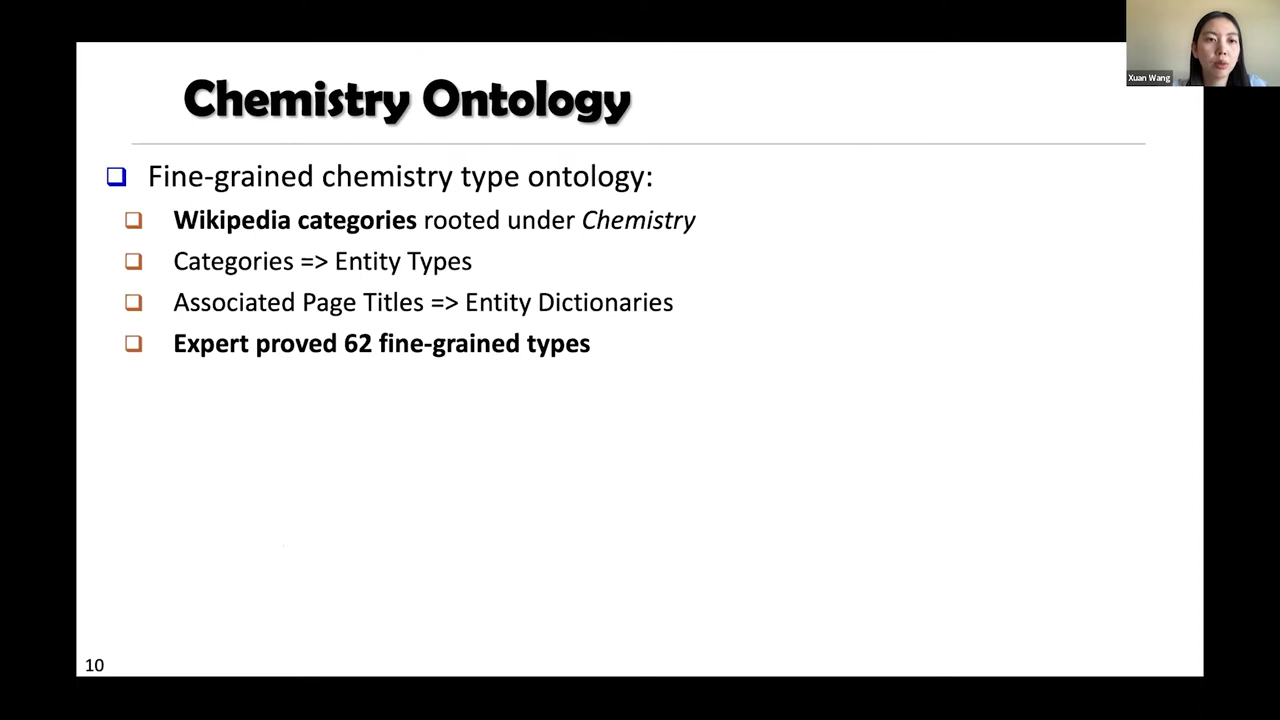 Chemistry Ontology
Xuan Wang
Fine-grained chemistry type ontology:
Wikipedia categories rooted under Chemistry
Categories => Entity Types
Associated Page Titles => Entity Dictionaries
Expert proved 62 fine-grained types
10